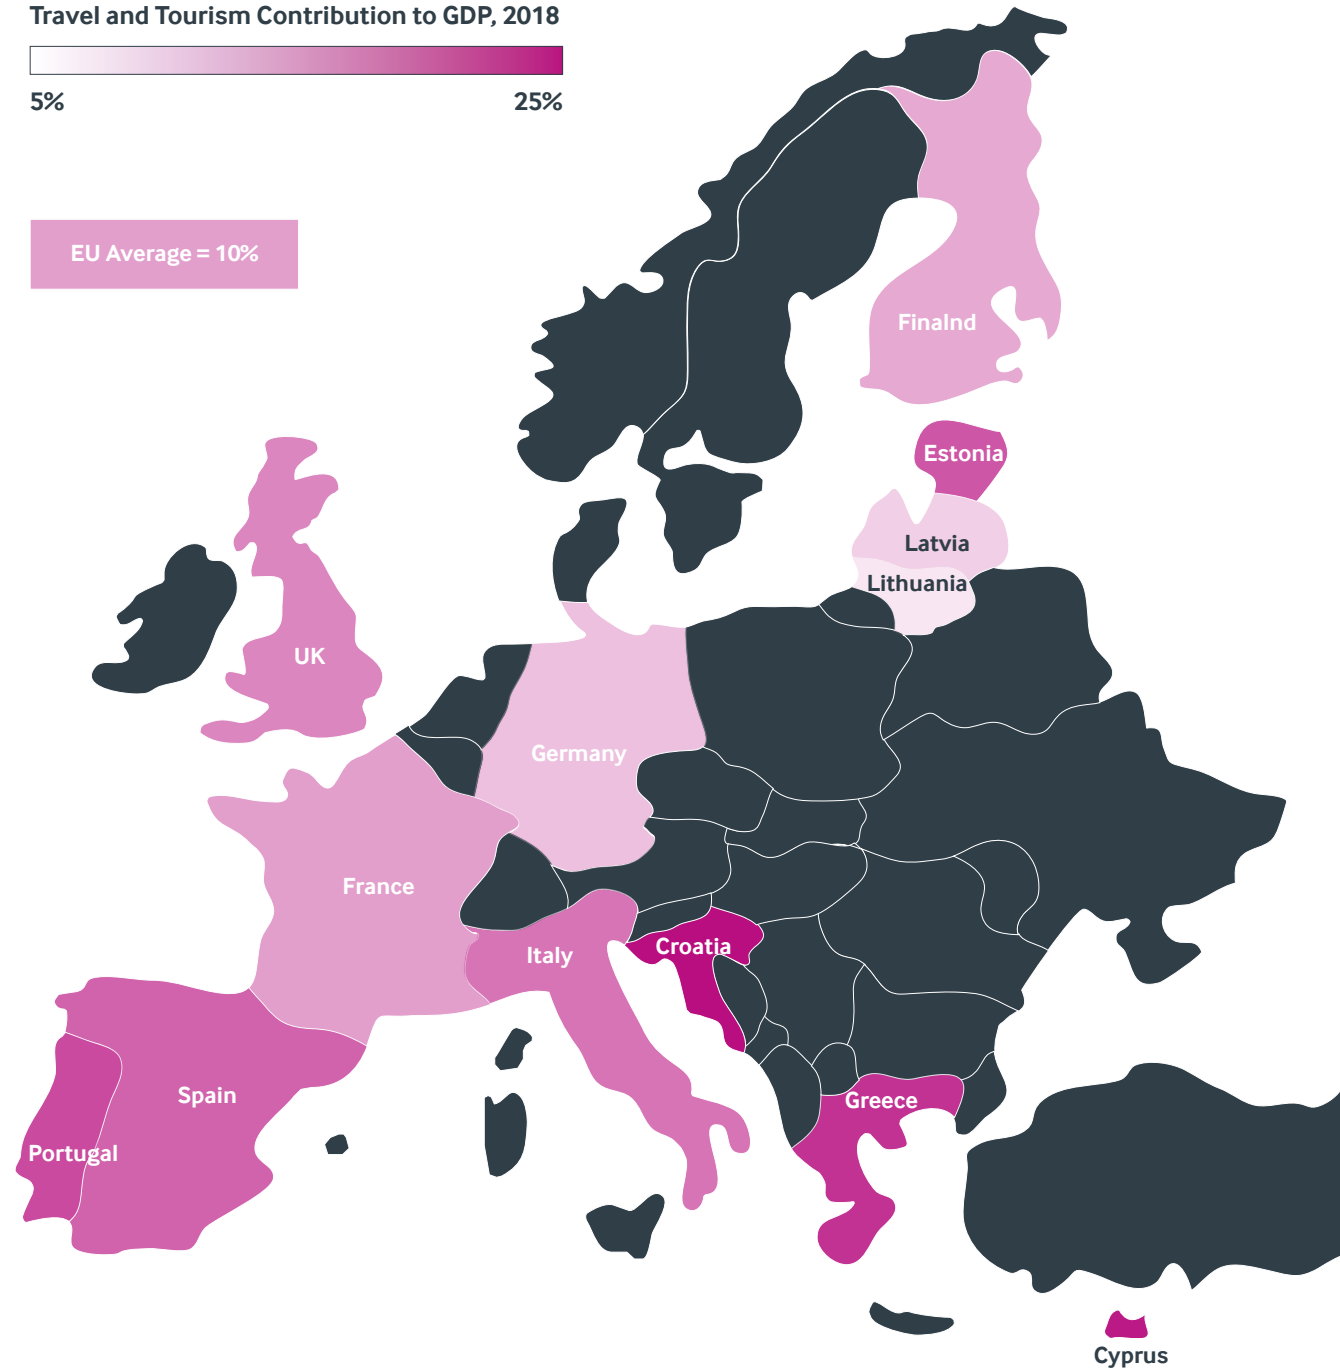 Travel and Tourism Contribution to GDP, 2018
5%
25%
EU Average = 10%
Finalnd
Estonia
Latvia
Lithuania
UK
Germany
France
Croatia
Italy
Spain
Greece
Portugal
Cyprus